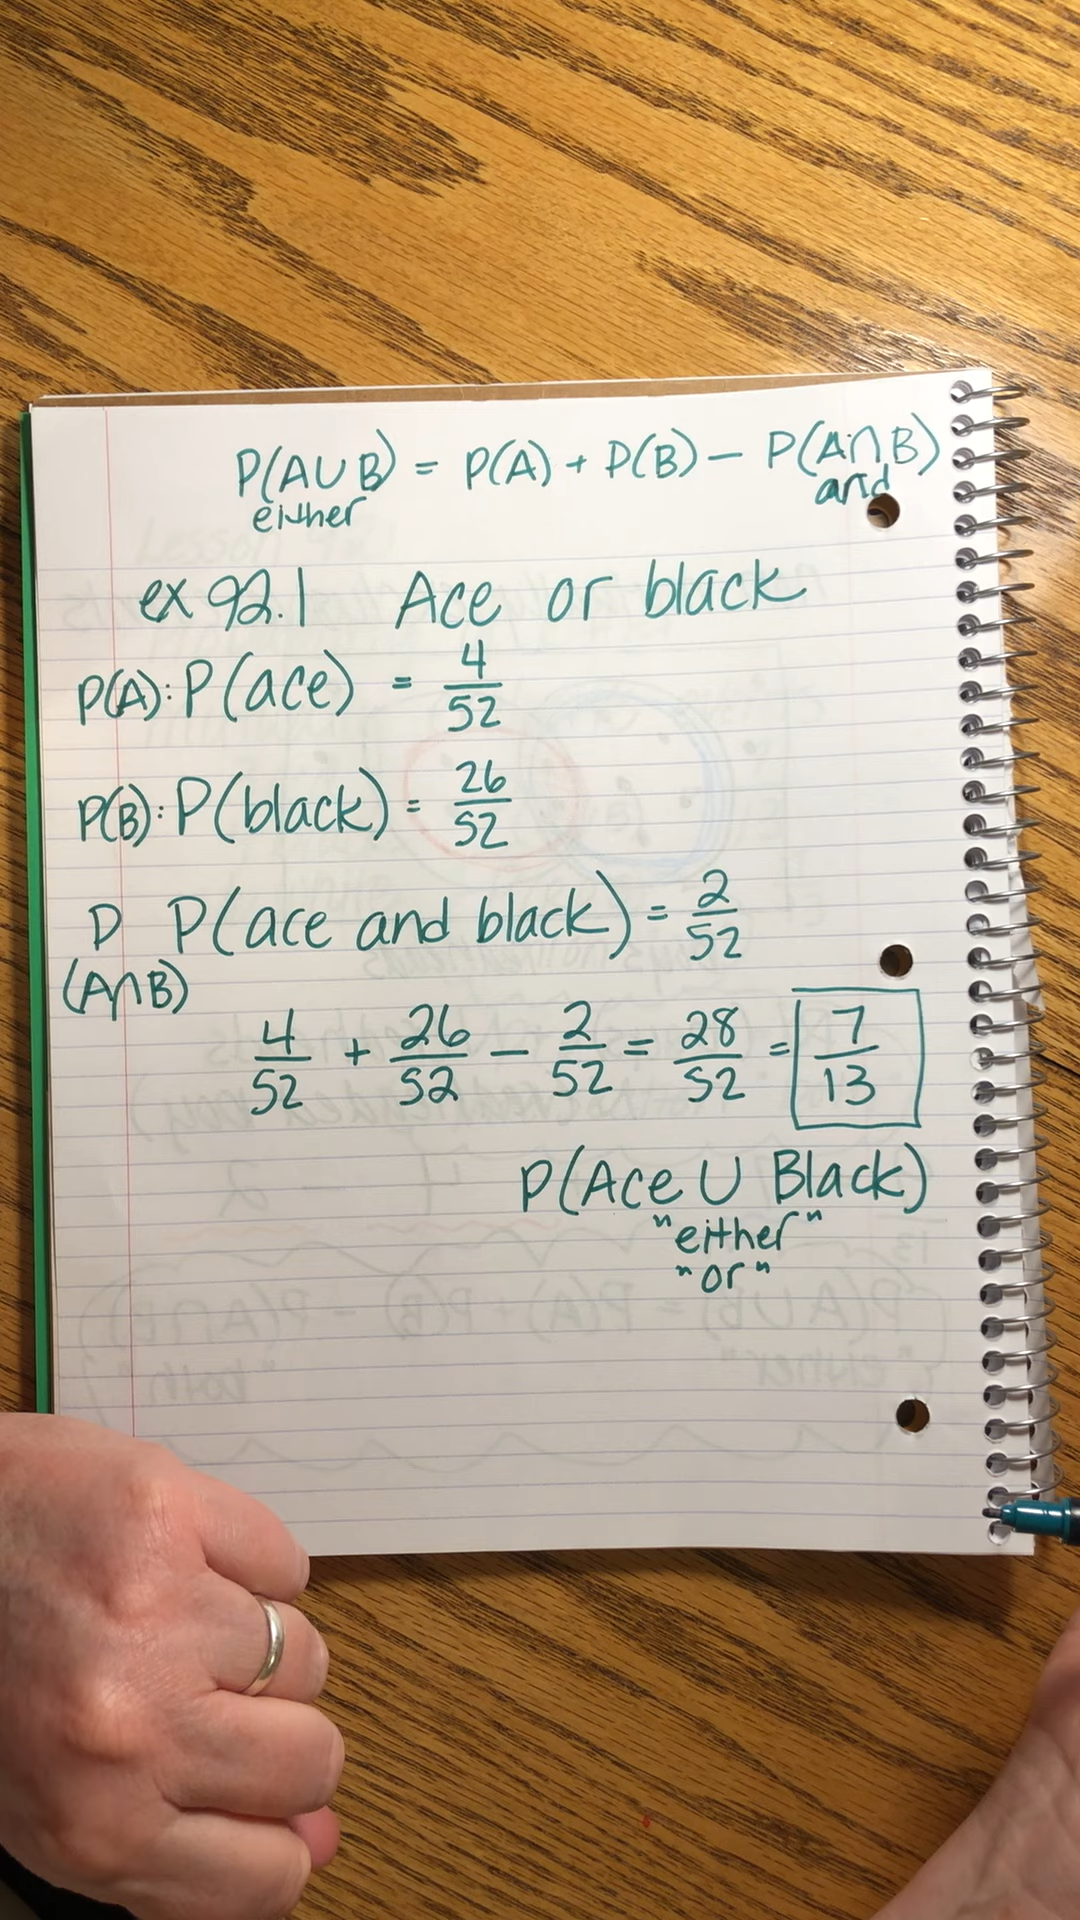 P(A∪B) = P(A) + P(B) − P(A∩B)
either and
ex 92.1 Ace or black
P(A): P(ace) = 4/52
P(B): P(black) = 26/52
P P(ace and black) = 2/52
(A∩B)
4/52 + 26/52 − 2/52 = 28/52 = 7/13
P(Ace ∪ Black)
"either"
"or"